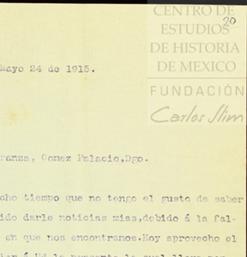 CENTRO DE
20
ESTUDIOS
DE HISTORIA
DE MEXICO
FUNDACIÓN
Carlos Slim
Mayo 24 de 1915.
ranza, Gomez Palacio,Dgo.
cho tiempo que no tengo el gusto de saber
ido darle noticias mias,debido á la fal-
en que nos encontramos.Hoy aprovecho el